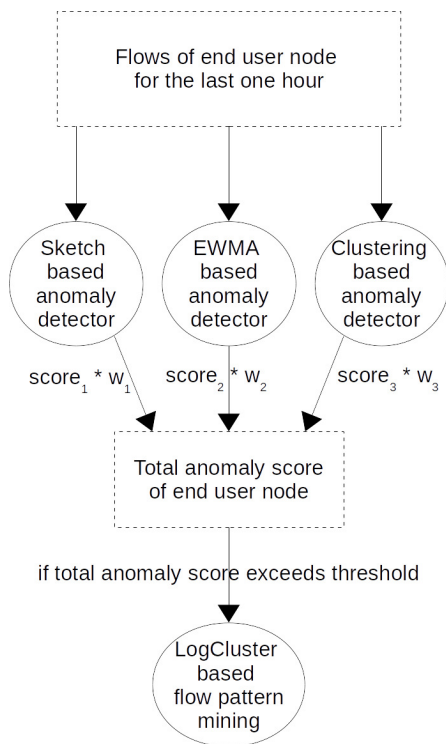 Flows of end user node
for the last one hour
Sketch
based
anomaly
detector
EWMA
based
anomaly
detector
Clustering
based
anomaly
detector
score₁ * w₁
score₂ * w₂
score₃ * w₃
Total anomaly score
of end user node
if total anomaly score exceeds threshold
LogCluster
based
flow pattern
mining